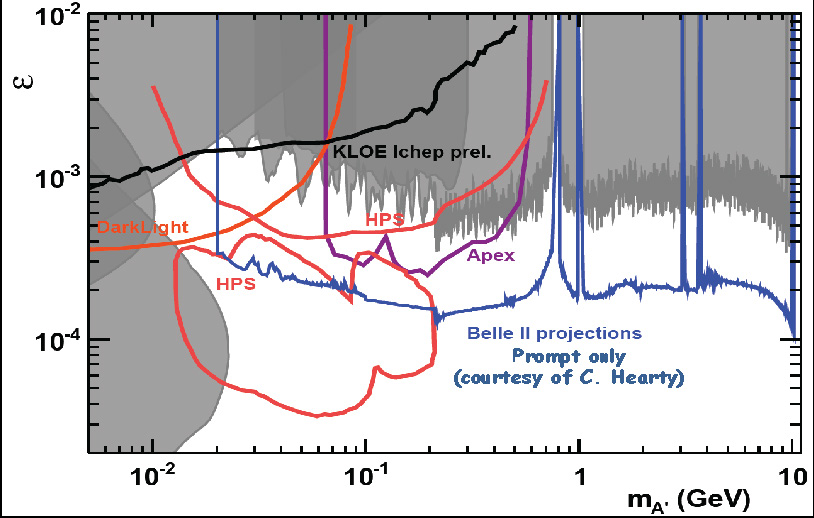 10⁻²
ε
KLOE Ichep prel.
10⁻³
HPS
DarkLight
Apex
HPS
Belle II projections
10⁻⁴
Prompt only
(courtesy of C. Hearty)
10⁻² 10⁻¹ 1 10
mA' (GeV)